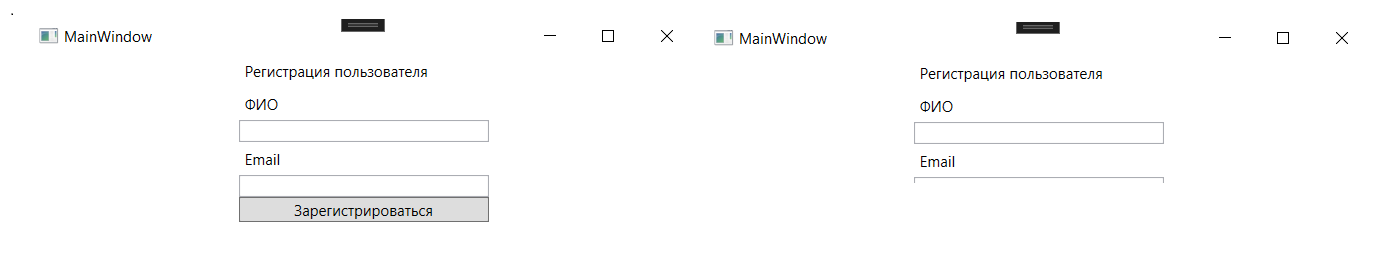 .
MainWindow
Регистрация пользователя
ФИО
Email
Зарегистрироваться
MainWindow
Регистрация пользователя
ФИО
Email